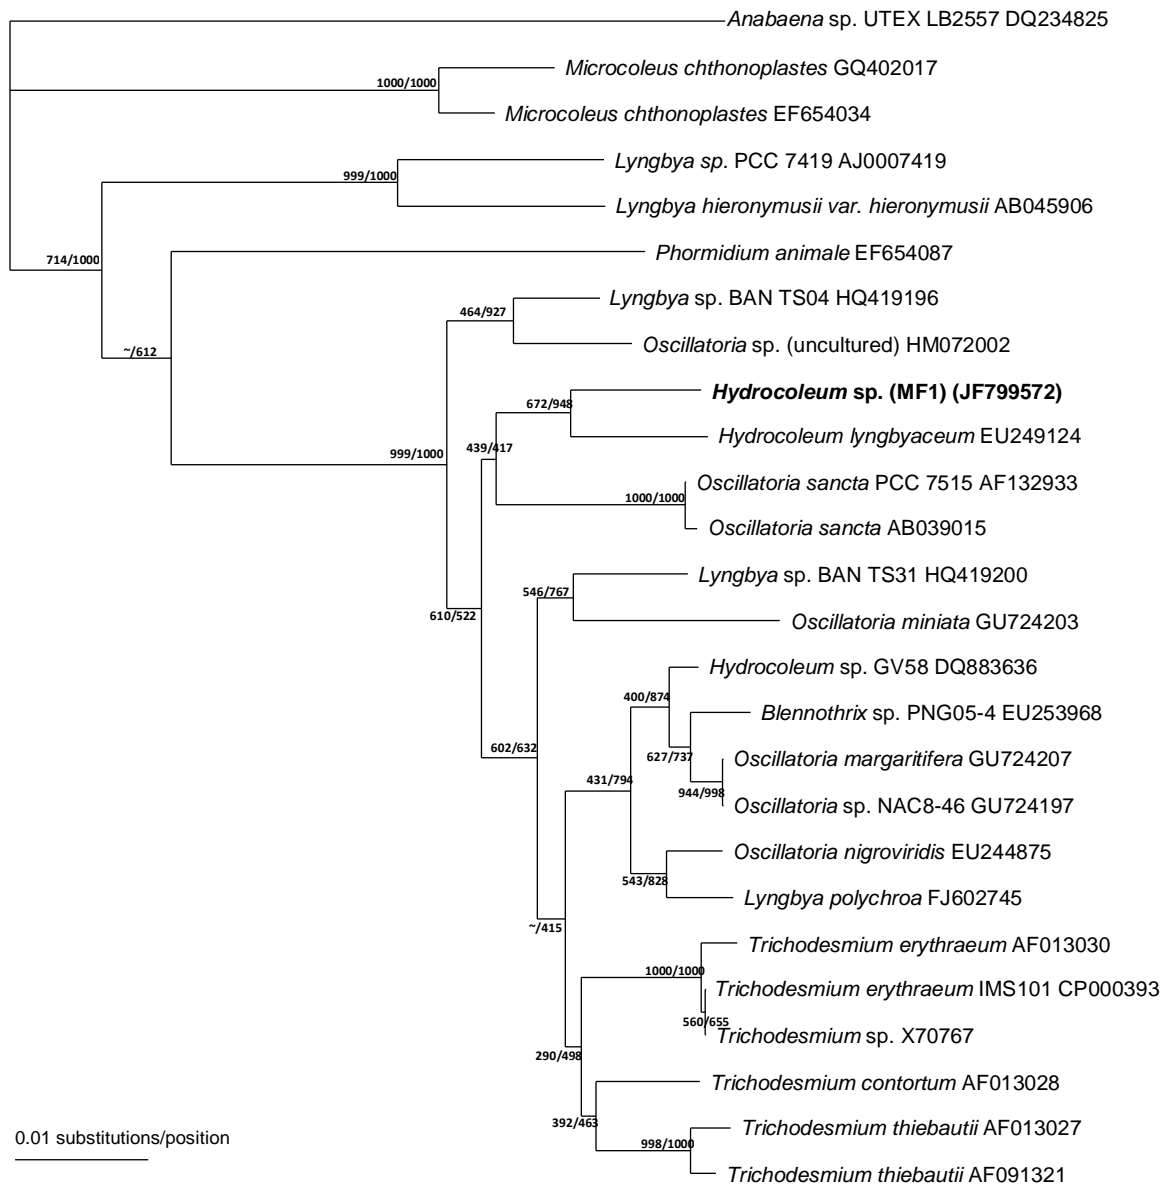 Anabaena sp. UTEX LB2557 DQ234825
Microcoleus chthonoplastes GQ402017
1000/1000
Microcoleus chthonoplastes EF654034
Lyngbya sp. PCC 7419 AJ0007419
999/1000
Lyngbya hieronymusii var. hieronymusii AB045906
Phormidium animale EF654087
714/1000
Lyngbya sp. BAN TS04 HQ419196
464/927
Oscillatoria sp. (uncultured) HM072002
~/612
Hydrocoleum sp. (MF1) (JF799572)
672/948
Hydrocoleum lyngbyaceum EU249124
439/417
999/1000
Oscillatoria sancta PCC 7515 AF132933
1000/1000
Oscillatoria sancta AB039015
Lyngbya sp. BAN TS31 HQ419200
546/767
610/522
Oscillatoria miniata GU724203
Hydrocoleum sp. GV58 DQ883636
400/874
Blennothrix sp. PNG05-4 EU253968
602/632
627/737
Oscillatoria margaritifera GU724207
431/794
944/998
Oscillatoria sp. NAC8-46 GU724197
Oscillatoria nigroviridis EU244875
543/828
Lyngbya polychroa FJ602745
~/415
Trichodesmium erythraeum AF013030
1000/1000
Trichodesmium erythraeum IMS101 CP000393
560/655
Trichodesmium sp. X70767
290/498
Trichodesmium contortum AF013028
392/463
Trichodesmium thiebautii AF013027
998/1000
Trichodesmium thiebautii AF091321
0.01 substitutions/position